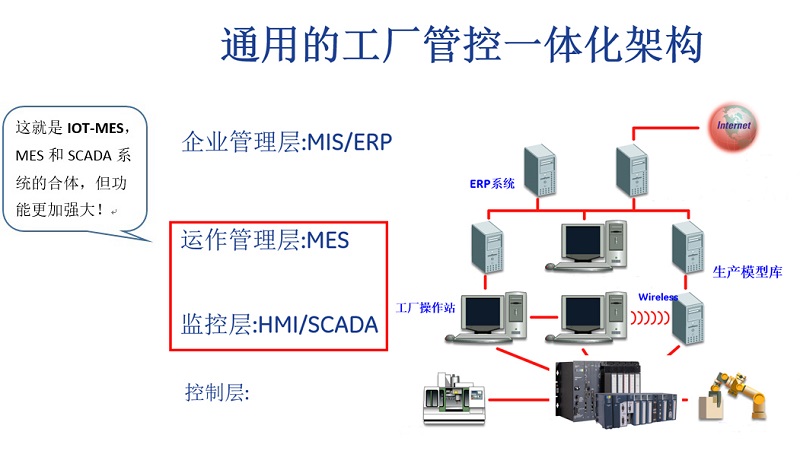 通用的工厂管控一体化架构
这就是 IOT-MES，
MES 和 SCADA 系
统的合体，但功
能更加强大！
企业管理层:MIS/ERP
Internet
ERP系统
运作管理层:MES
生产模型库
Wireless
工厂操作站
监控层:HMI/SCADA
控制层: